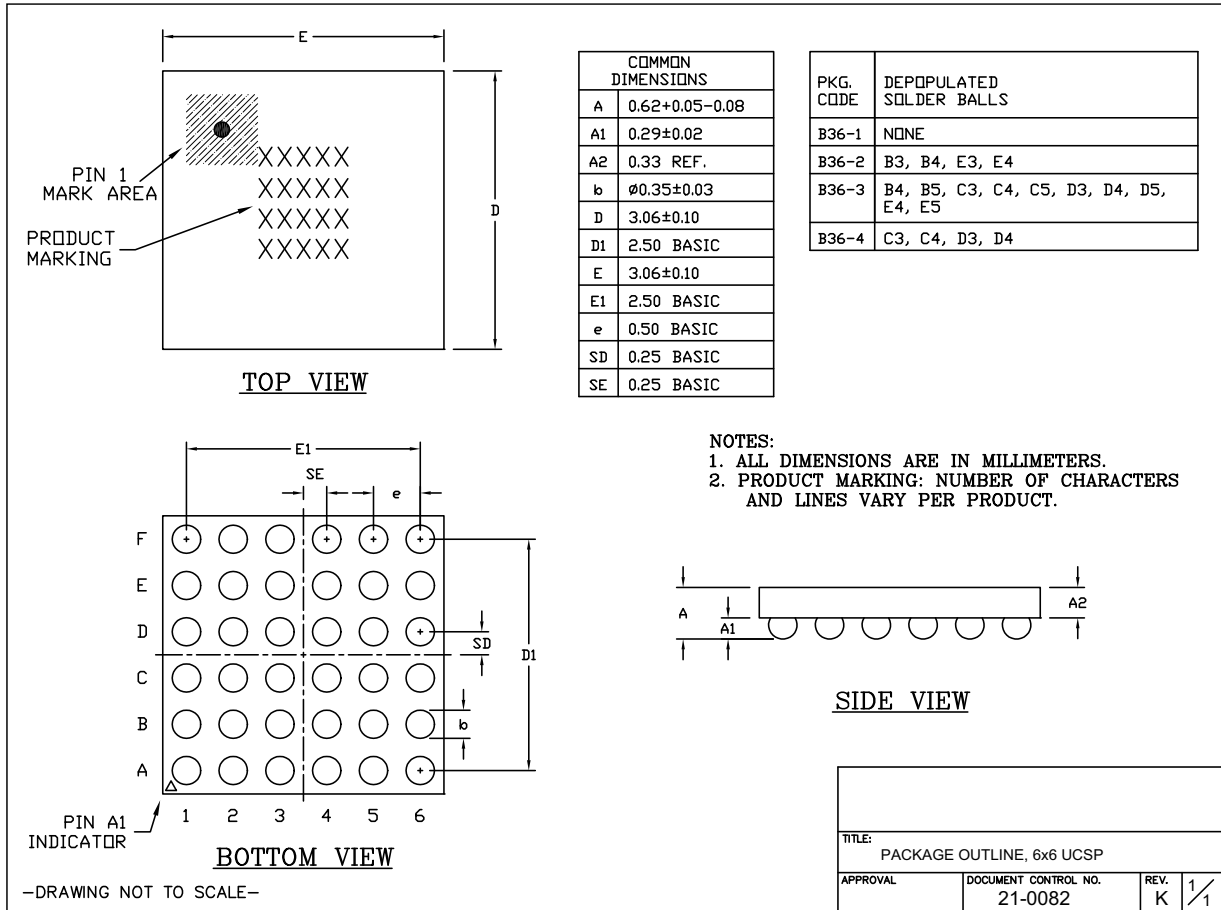 E
D
PIN 1
MARK AREA
PRODUCT
MARKING
XXXXX
XXXXX
XXXXX
XXXXX
TOP VIEW
COMMON
DIMENSIONS
A 0.62+0.05-0.08
A1 0.29±0.02
A2 0.33 REF.
b Ø0.35±0.03
D 3.06±0.10
D1 2.50 BASIC
E 3.06±0.10
E1 2.50 BASIC
e 0.50 BASIC
SD 0.25 BASIC
SE 0.25 BASIC
PKG. DEPOPULATED
CODE SOLDER BALLS
B36-1 NONE
B36-2 B3, B4, E3, E4
B36-3 B4, B5, C3, C4, C5, D3, D4, D5,
E4, E5
B36-4 C3, C4, D3, D4
NOTES:
1. ALL DIMENSIONS ARE IN MILLIMETERS.
2. PRODUCT MARKING: NUMBER OF CHARACTERS
AND LINES VARY PER PRODUCT.
E1
SE
e
F
E
D
C
B
A
SD
D1
b
1 2 3 4 5 6
PIN A1
INDICATOR
BOTTOM VIEW
A
A1
A2
SIDE VIEW
-DRAWING NOT TO SCALE-
TITLE:
PACKAGE OUTLINE, 6x6 UCSP
APPROVAL
DOCUMENT CONTROL NO.
21-0082
REV.
K
1/1